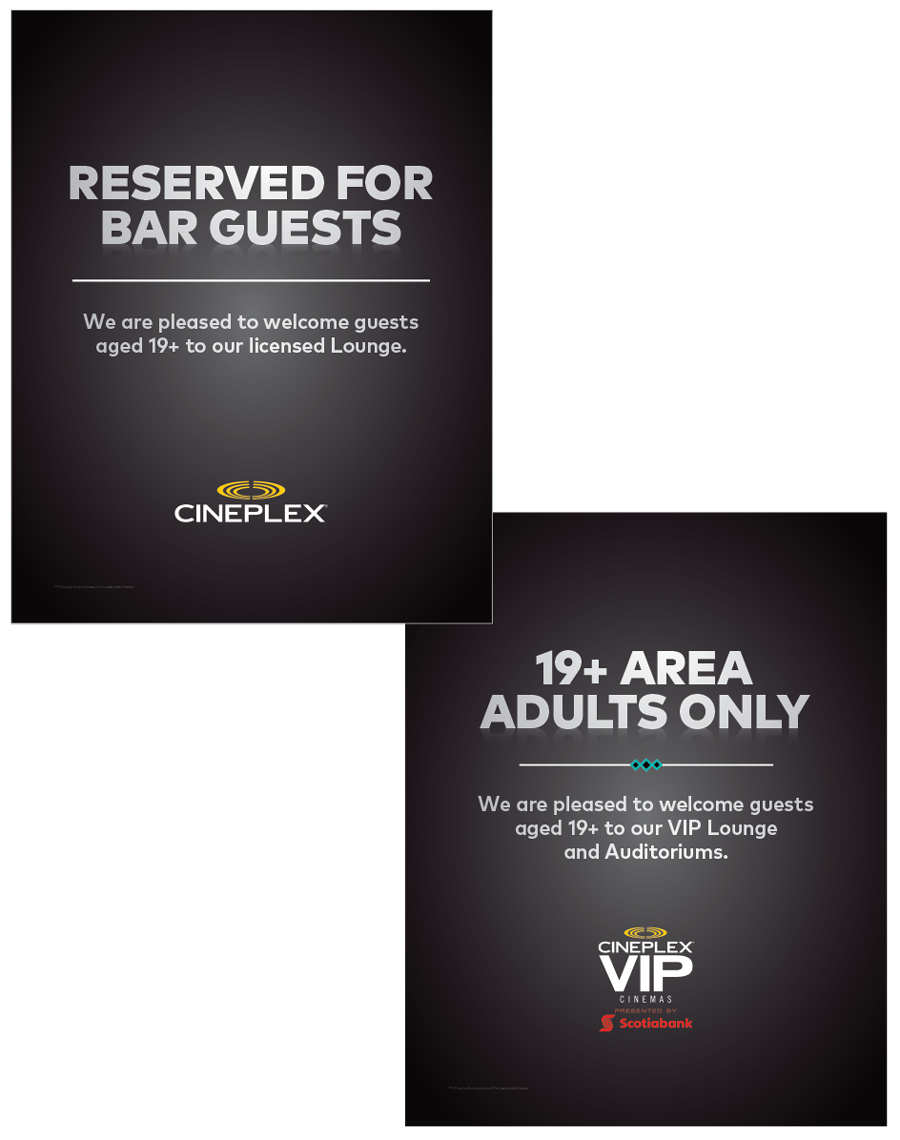 RESERVED FOR
BAR GUESTS
We are pleased to welcome guests
aged 19+ to our licensed Lounge.
CINEPLEX
19+ AREA
ADULTS ONLY
We are pleased to welcome guests
aged 19+ to our VIP Lounge
and Auditoriums.
CINEPLEX
VIP
CINEMAS
PRESENTED BY
Scotiabank